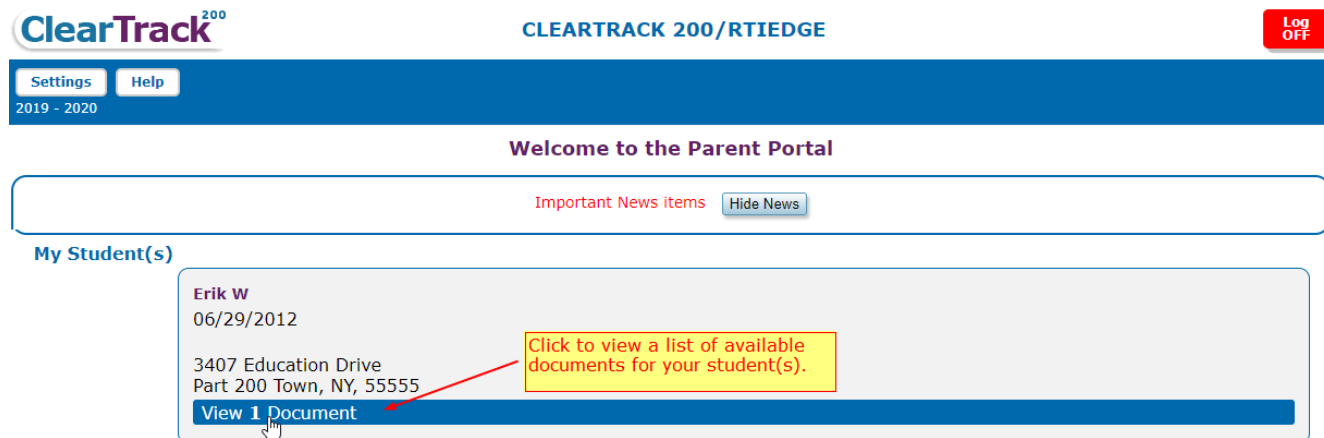 ClearTrack200
CLEARTRACK 200/RTIEDGE
Log OFF
Settings Help
2019 - 2020
Welcome to the Parent Portal
Important News items Hide News
My Student(s)
Erik W
06/29/2012
3407 Education Drive
Part 200 Town, NY, 55555
Click to view a list of available
documents for your student(s).
View 1 Document